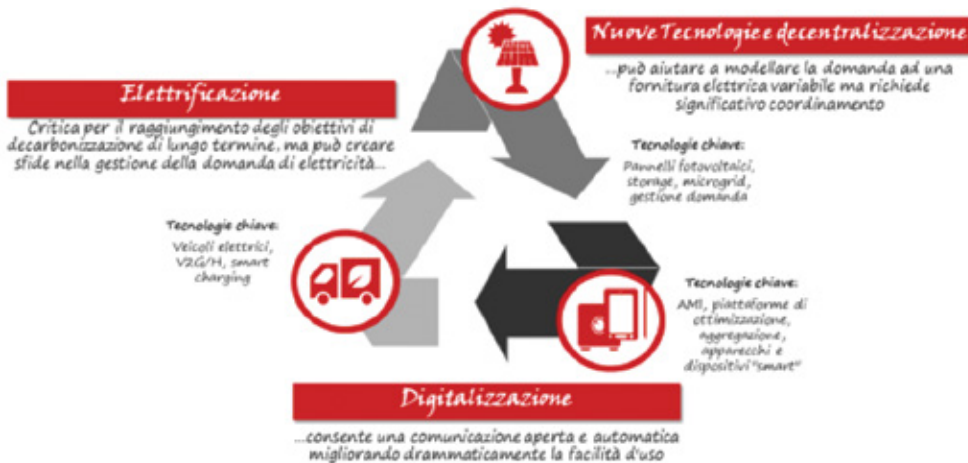 Nuove Tecnologie e decentralizzazione
...può aiutare a modellare la domanda ad una
fornitura elettrica variabile ma richiede
significativo coordinamento
Tecnologie chiave:
Pannelli fotovoltaici,
storage, microgrid,
gestione domanda
Elettrificazione
Critica per il raggiungimento degli obiettivi di
decarbonizzazione di lungo termine, ma può creare
sfide nella gestione della domanda di elettricità...
Tecnologie chiave:
Veicoli elettrici,
V2G/H, smart
charging
Tecnologie chiave:
AMI, piattaforme di
ottimizzazione,
aggregazione,
apparecchi e
dispositivi "smart"
Digitalizzazione
...consente una comunicazione aperta e automatica
migliorando drammaticamente la facilità d'uso